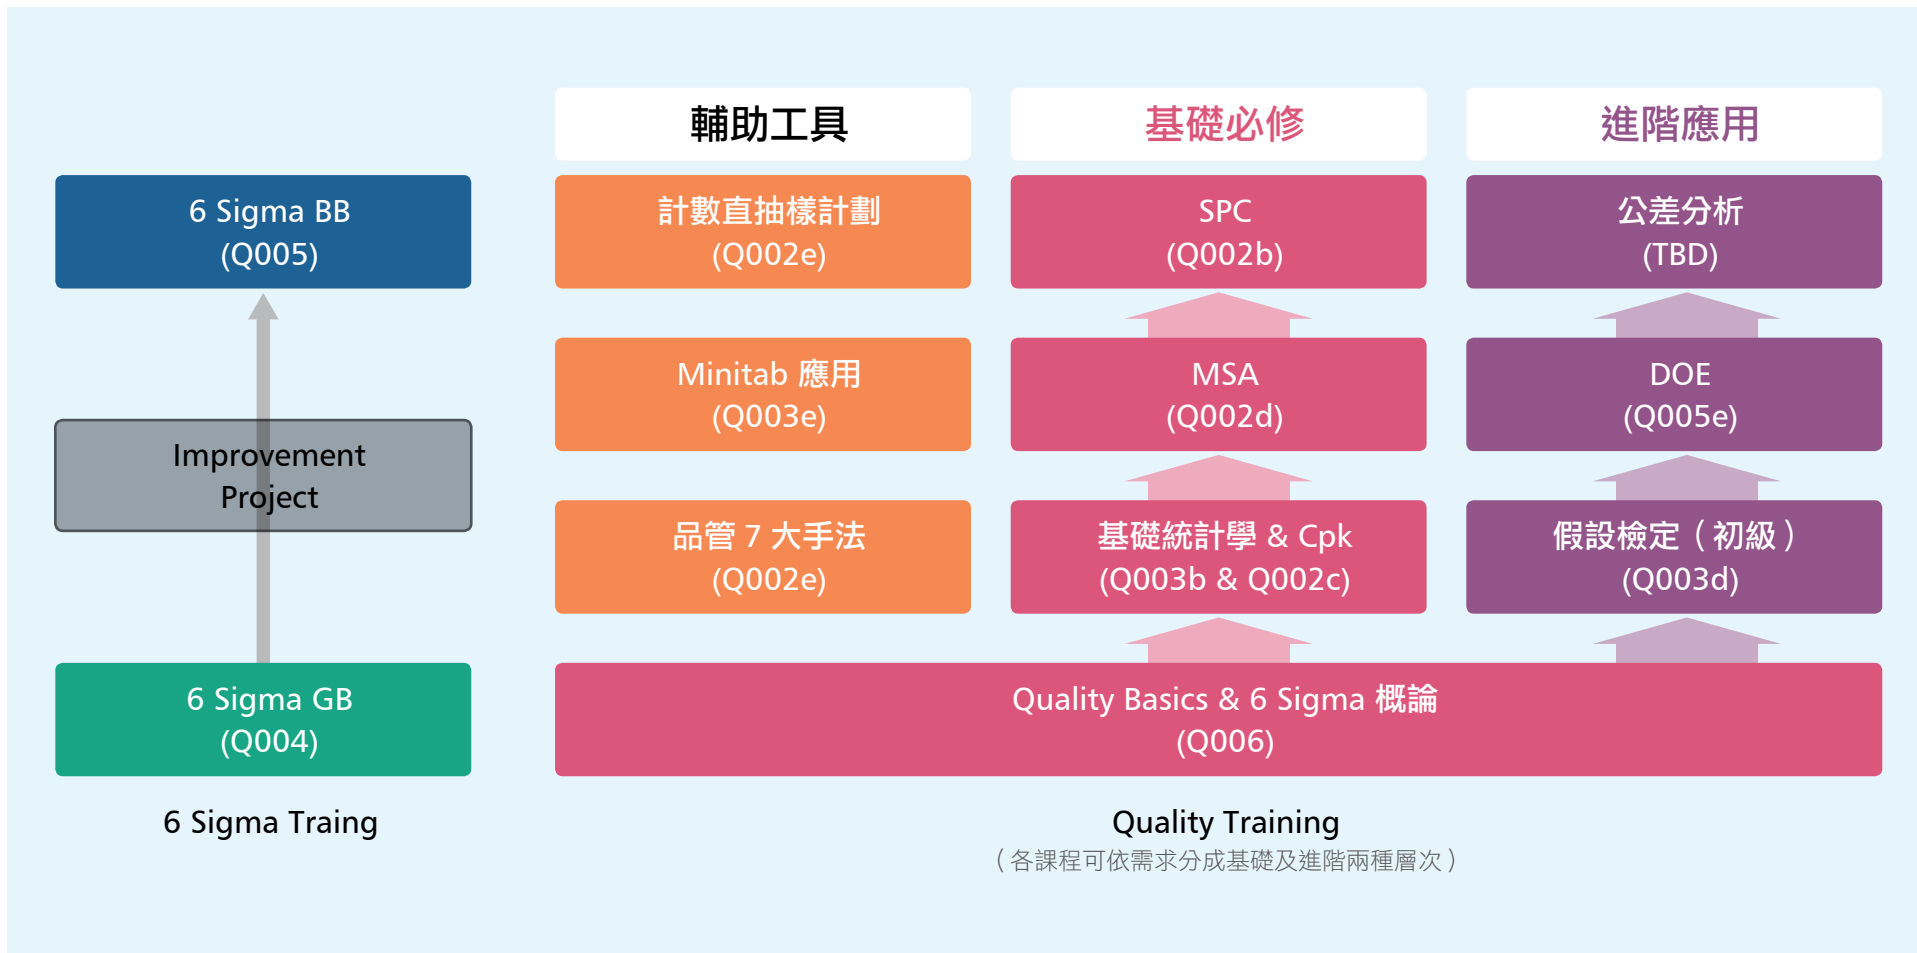 輔助工具
基礎必修
進階應用
6 Sigma BB
(Q005)
計數直抽樣計劃
(Q002e)
SPC
(Q002b)
公差分析
(TBD)
Minitab 應用
(Q003e)
MSA
(Q002d)
DOE
(Q005e)
Improvement
Project
品管 7 大手法
(Q002e)
基礎統計學 & Cpk
(Q003b & Q002c)
假設檢定（初級）
(Q003d)
6 Sigma GB
(Q004)
Quality Basics & 6 Sigma 概論
(Q006)
6 Sigma Traing
Quality Training
（各課程可依需求分成基礎及進階兩種層次）